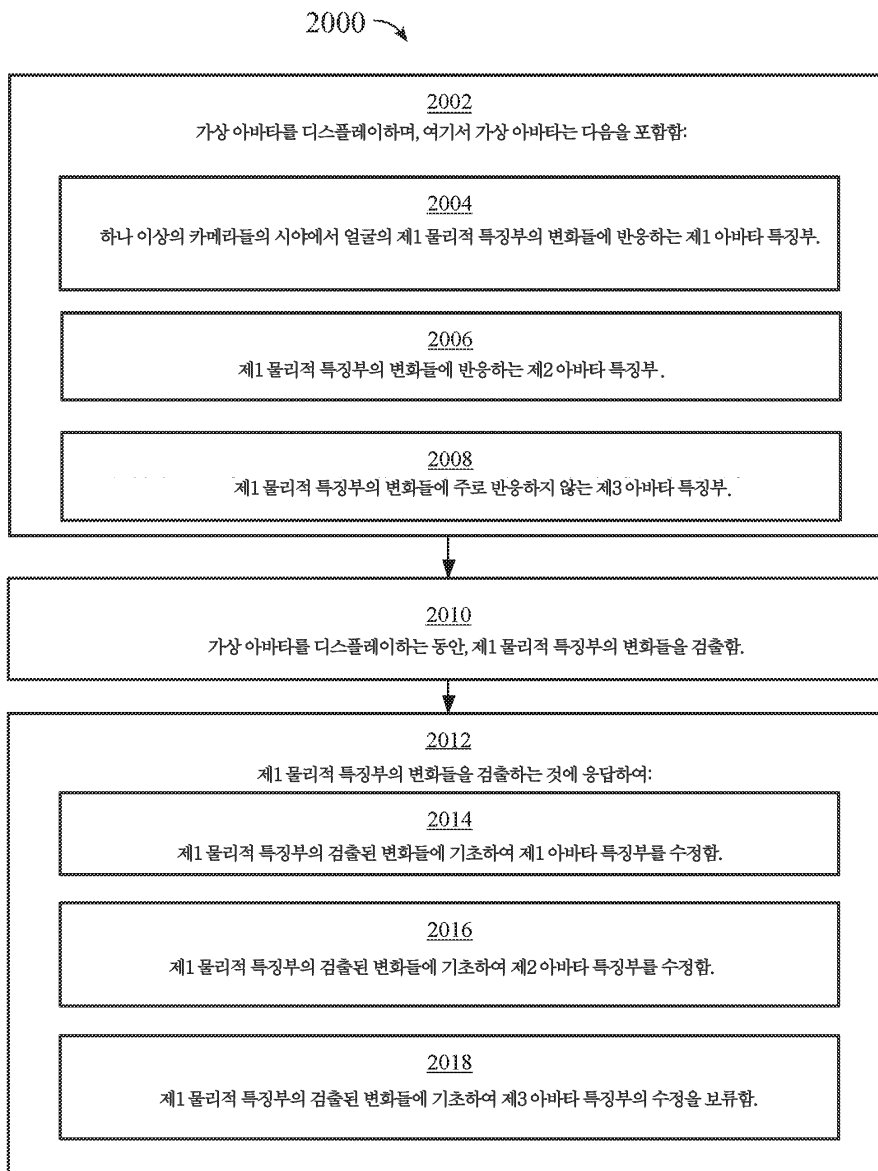 2000
2002
가상 아바타를 디스플레이하며, 여기서 가상 아바타는 다음을 포함함:
2004
하나 이상의 카메라들의 시야에서 얼굴의 제1 물리적 특징부의 변화들에 반응하는 제1 아바타 특징부.
2006
제1 물리적 특징부의 변화들에 반응하는 제2 아바타 특징부.
2008
제1 물리적 특징부의 변화들에 주로 반응하지 않는 제3 아바타 특징부.
2010
가상 아바타를 디스플레이하는 동안, 제1 물리적 특징부의 변화들을 검출함.
2012
제1 물리적 특징부의 변화들을 검출하는 것에 응답하여:
2014
제1 물리적 특징부의 검출된 변화들에 기초하여 제1 아바타 특징부를 수정함.
2016
제1 물리적 특징부의 검출된 변화들에 기초하여 제2 아바타 특징부를 수정함.
2018
제1 물리적 특징부의 검출된 변화들에 기초하여 제3 아바타 특징부의 수정을 보류함.